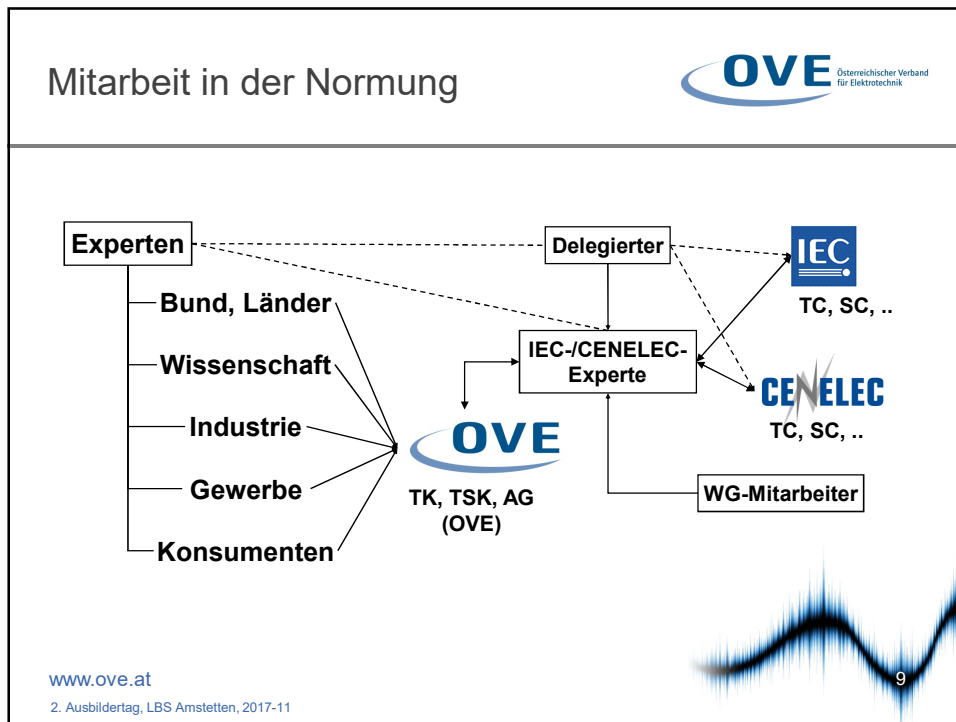 Mitarbeit in der Normung
OVE
Österreichischer Verband
für Elektrotechnik
Experten
Bund, Länder
Wissenschaft
Industrie
Gewerbe
Konsumenten
OVE
TK, TSK, AG
(OVE)
Delegierter
IEC-/CENELEC-
Experte
WG-Mitarbeiter
IEC
TC, SC, ..
CENELEC
TC, SC, ..
www.ove.at
2. Ausbildertag, LBS Amstetten, 2017-11
9